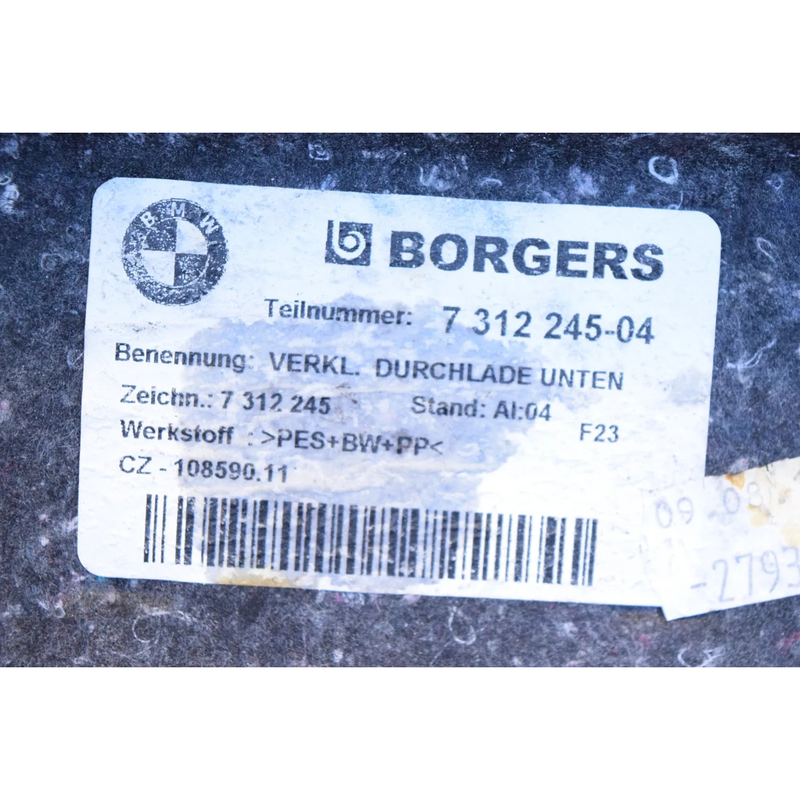 BMW
BORGERS
Teilnummer: 7 312 245-04
Benennung: VERKL. DURCHLADE UNTEN
Zeichn.: 7 312 245 Stand: AI:04
Werkstoff : >PES+BW+PP< F23
CZ - 108590.11
09 08
-2793